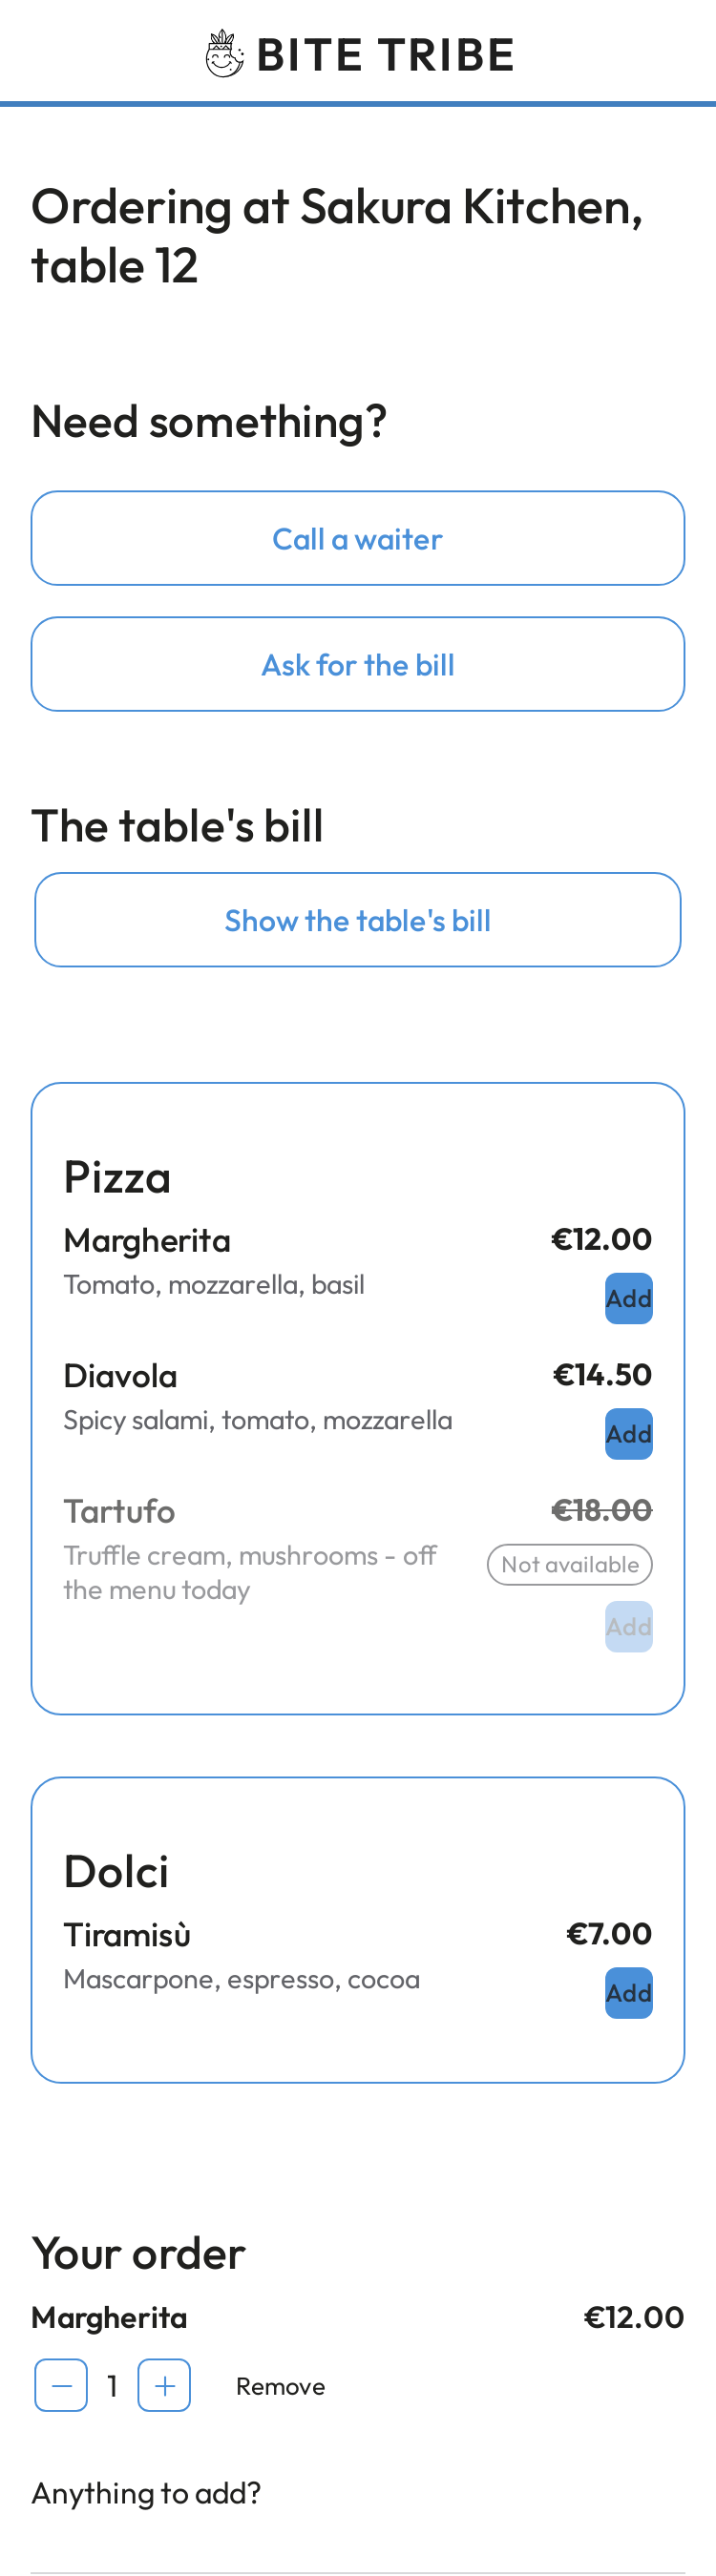 BITE TRIBE
Ordering at Sakura Kitchen,
table 12
Need something?
Call a waiter
Ask for the bill
The table's bill
Show the table's bill
Pizza
Margherita €12.00
Tomato, mozzarella, basil
Add
Diavola €14.50
Spicy salami, tomato, mozzarella
Add
Tartufo €18.00
Truffle cream, mushrooms - off
the menu today
Not available
Add
Dolci
Tiramisù €7.00
Mascarpone, espresso, cocoa
Add
Your order
Margherita €12.00
1
Remove
Anything to add?